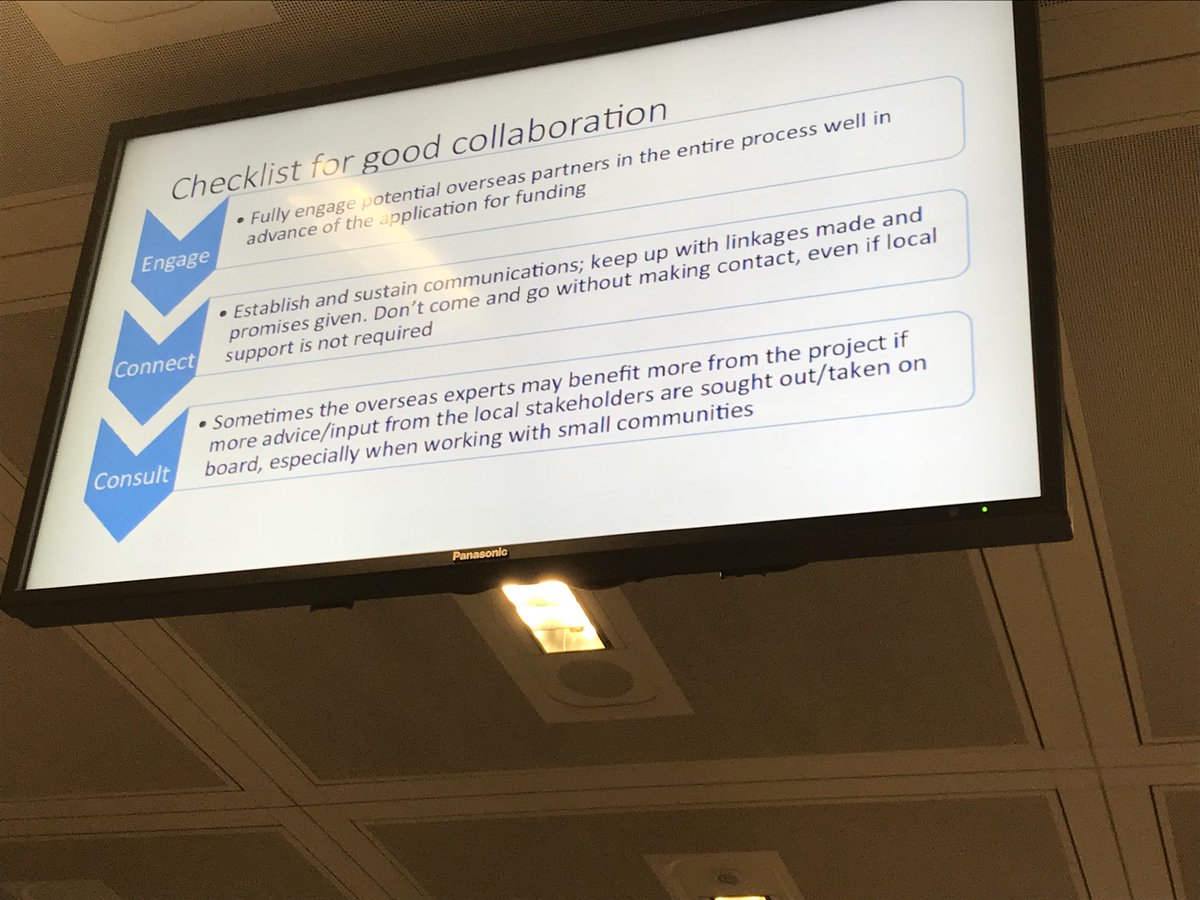 Checklist for good collaboration
Engage
• Fully engage potential overseas partners in the entire process well in
advance of the application for funding
Connect
• Establish and sustain communications; keep up with linkages made and
promises given. Don't come and go without making contact, even if local
support is not required
Consult
• Sometimes the overseas experts may benefit more from the project if
more advice/input from the local stakeholders are sought out/taken on
board, especially when working with small communities
Panasonic